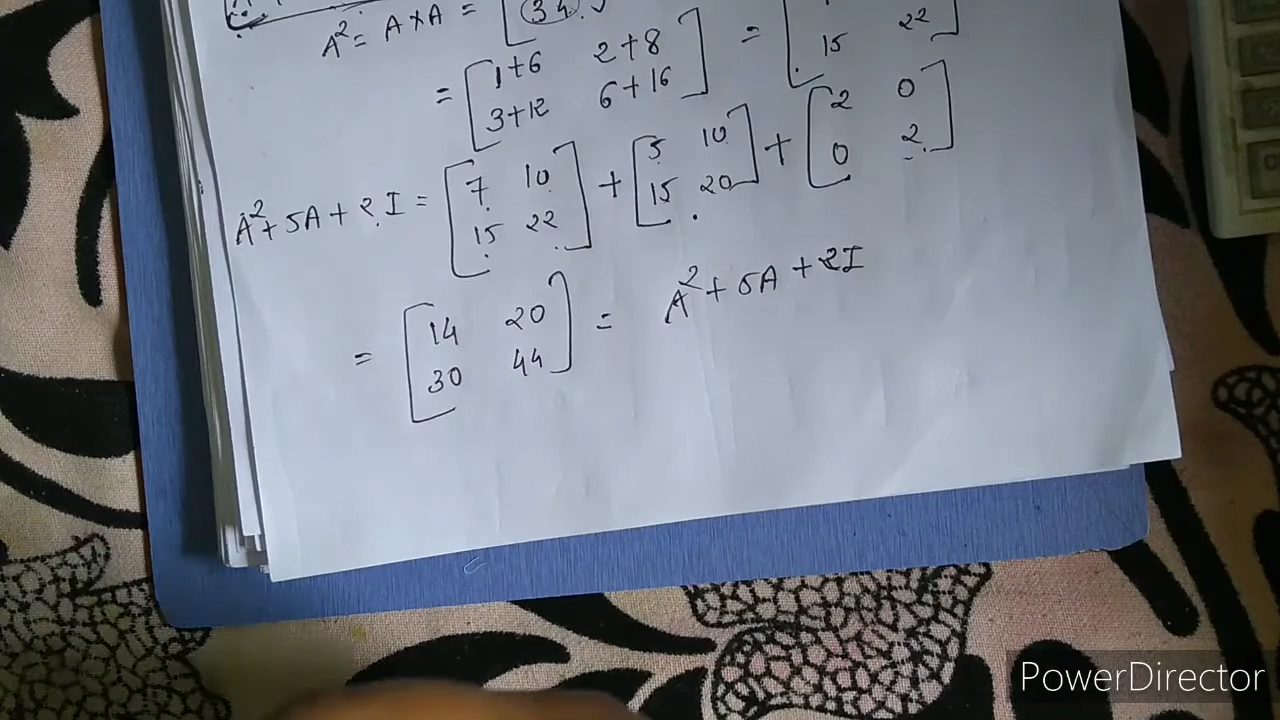 A² = A×A = [34
= [1+6 2+8
3+12 6+16] = [
15 22]
A²+5A+2I = [7 10
15 22] + [5 10
15 20] + [2 0
0 2]
= [14 20
30 44] = A²+5A+2I
PowerDirector